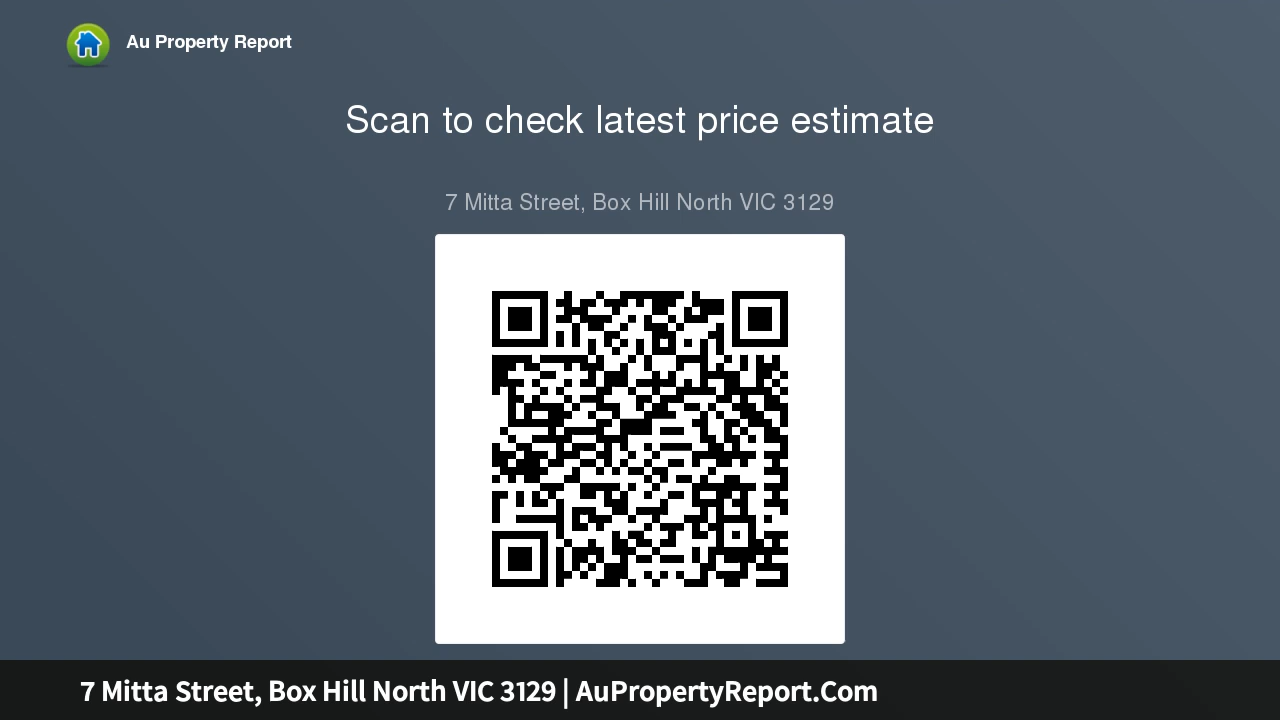 Au Property Report
Scan to check latest price estimate
7 Mitta Street, Box Hill North VIC 3129
7 Mitta Street, Box Hill North VIC 3129 | AuPropertyReport.Com